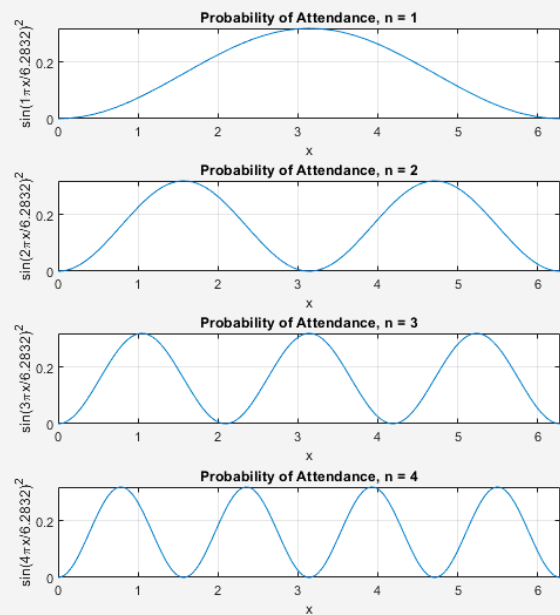 Probability of Attendance, n = 1
sin(1πx/6.2832)²
0.2
0
0 1 2 3 4 5 6
x
Probability of Attendance, n = 2
sin(2πx/6.2832)²
0.2
0
0 1 2 3 4 5 6
x
Probability of Attendance, n = 3
sin(3πx/6.2832)²
0.2
0
0 1 2 3 4 5 6
x
Probability of Attendance, n = 4
sin(4πx/6.2832)²
0.2
0
0 1 2 3 4 5 6
x